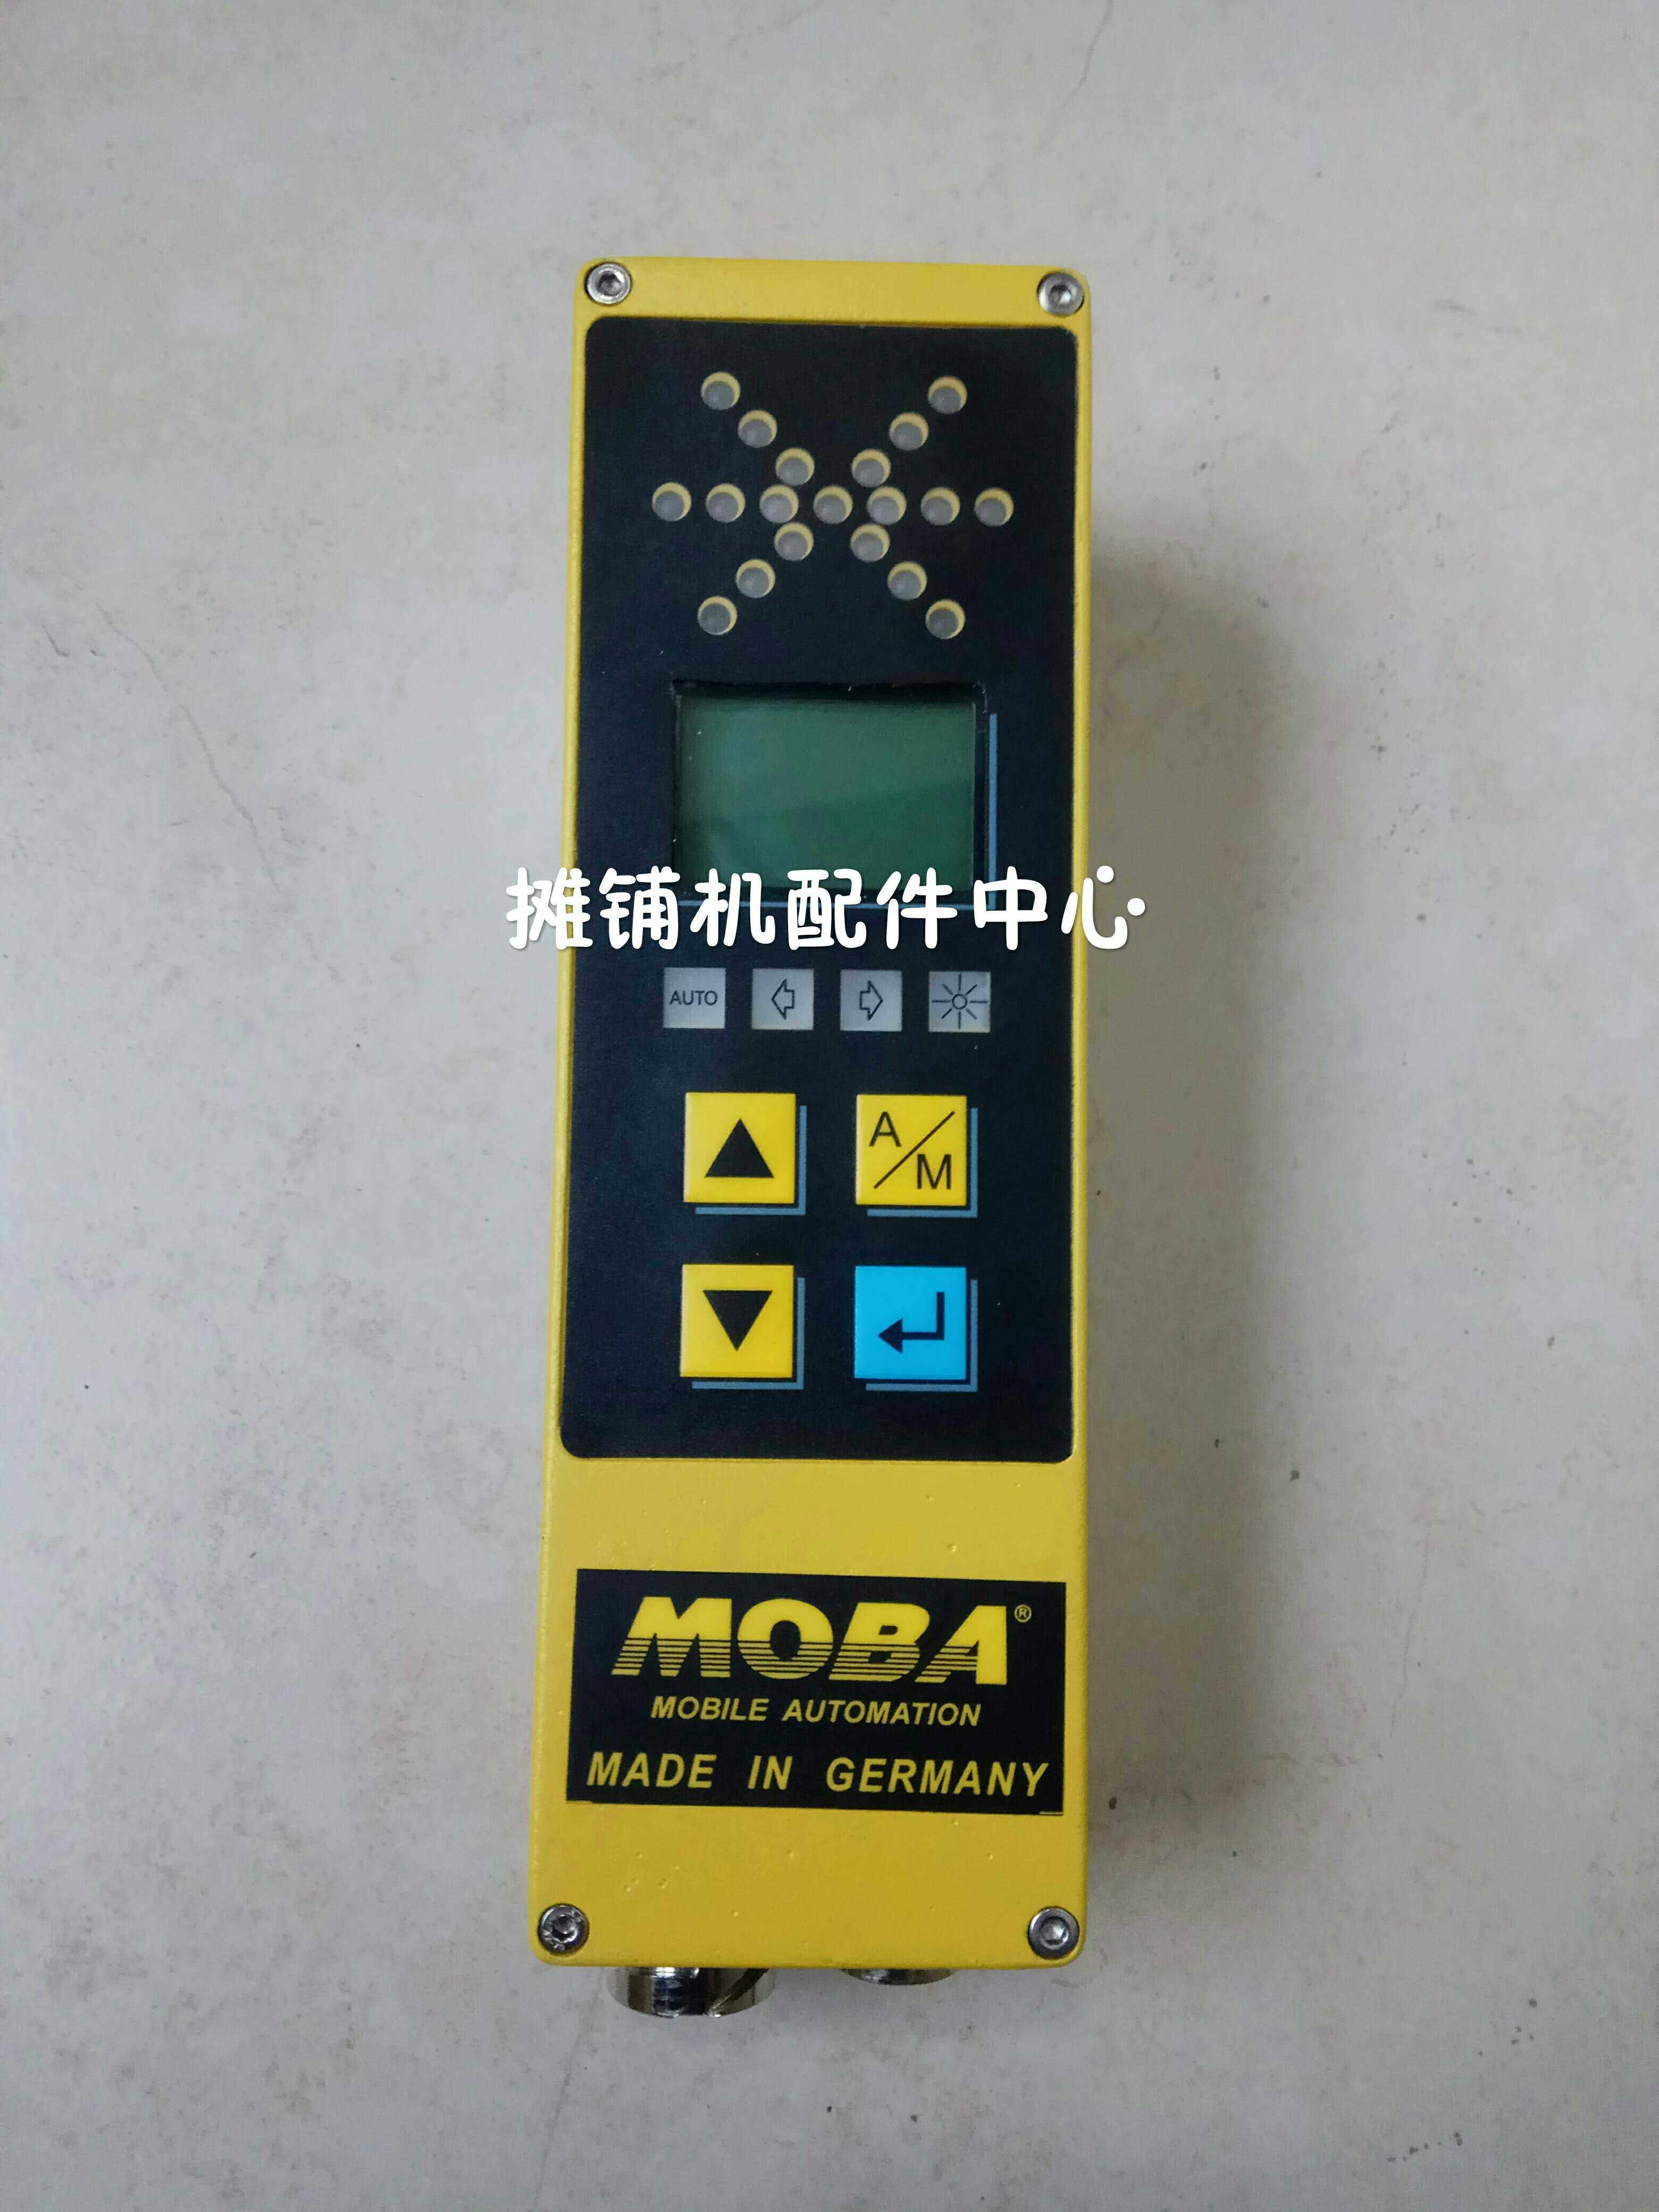 摊铺机配件中心
AUTO
A/M
MOBA®
MOBILE AUTOMATION
MADE IN GERMANY